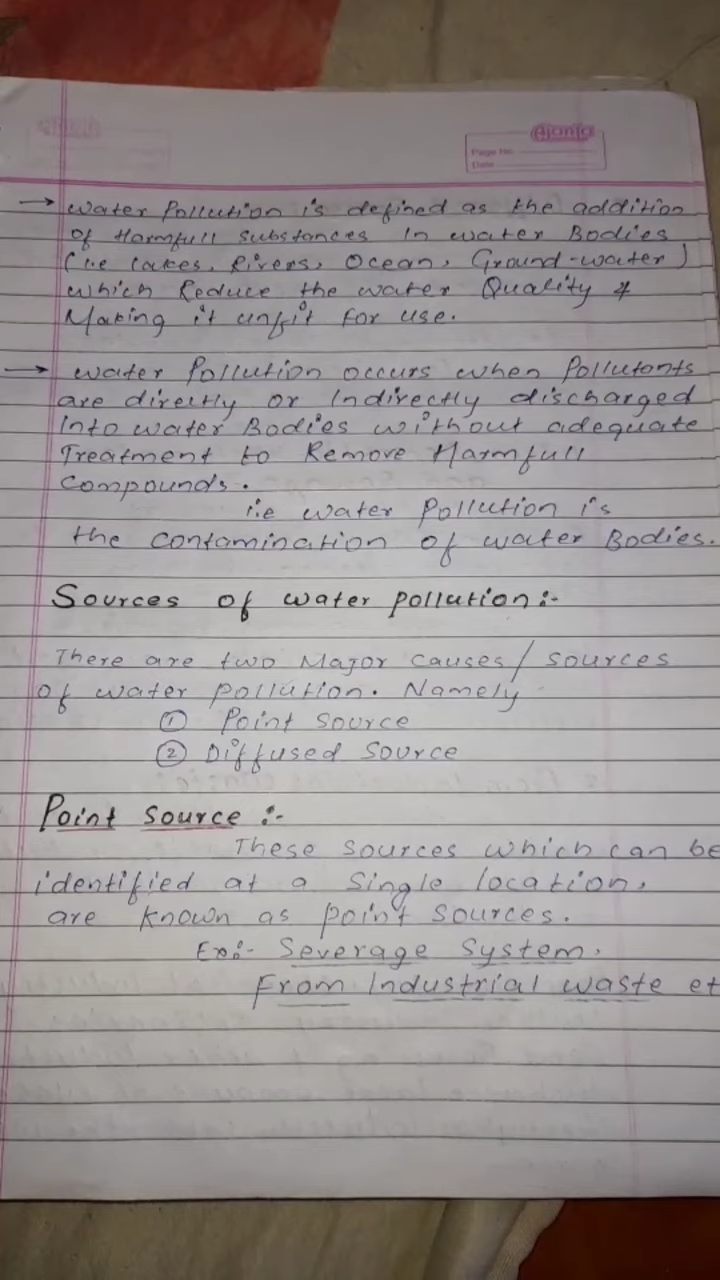 Ajanta
Page No.
Date
→ Water Pollution is defined as the addition
of Harmfull Substances in water Bodies
(i.e Lakes, Rivers, Ocean, Ground-water)
which Reduce the water Quality &
Making it unfit for use.
→ Water Pollution occurs when Pollutants
are directly or Indirectly discharged
Into water Bodies without adequate
Treatment to Remove Harmfull
Compounds.
i.e water Pollution is
the contamination of water Bodies.
Sources of water pollution:-
There are two Major causes/sources
of water pollution. Namely
① Point Source
② Diffused Source
Point Source :-
These sources which can be
identified at a single location,
are known as point sources.
Ex:- Severage System.
From Industrial waste et